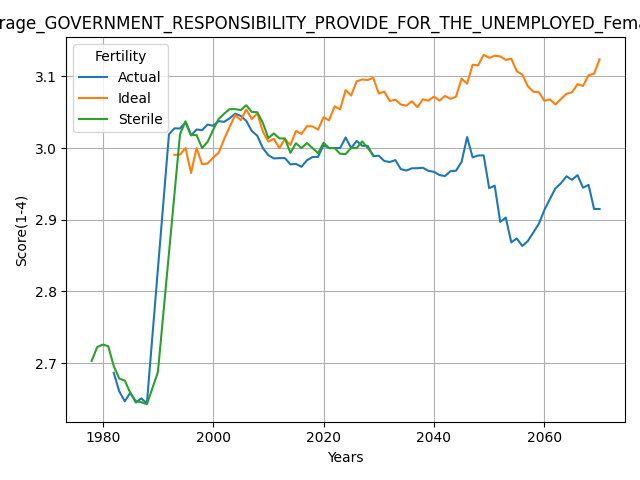 rage_GOVERNMENT_RESPONSIBILITY_PROVIDE_FOR_THE_UNEMPLOYED_Fema
Fertility
Actual
Ideal
Sterile
3.1
3.0
2.9
2.8
2.7
Score(1-4)
1980 2000 2020 2040 2060
Years